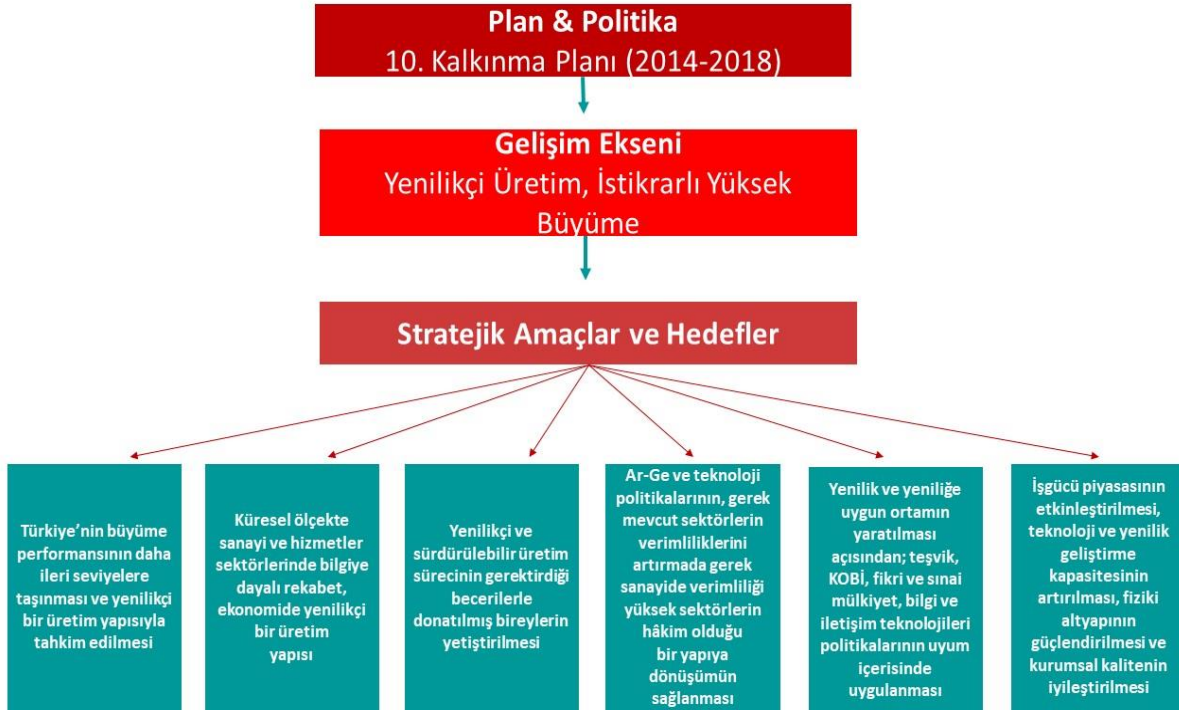 Plan & Politika
10. Kalkınma Planı (2014-2018)
Gelişim Ekseni
Yenilikçi Üretim, İstikrarlı Yüksek
Büyüme
Stratejik Amaçlar ve Hedefler
Türkiye’nin büyüme
performansının daha
ileri seviyelere
taşınması ve yenilikçi
bir üretim yapısıyla
tahkim edilmesi
Küresel ölçekte
sanayi ve hizmetler
sektörlerinde bilgiye
dayalı rekabet,
ekonomide yenilikçi
bir üretim
yapısı
Yenilikçi ve
sürdürülebilir üretim
sürecinin gerektirdiği
becerilerle
donatılmış bireylerin
yetiştirilmesi
Ar-Ge ve teknoloji
politikalarının, gerek
mevcut sektörlerin
verimliliklerini
artırmada gerek
sanayide verimliliği
yüksek sektörlerin
hâkim olduğu
bir yapıya
dönüşümün
sağlanması
Yenilik ve yeniliğe
uygun ortamın
yaratılması
açısından; teşvik,
KOBİ, fikri ve sınai
mülkiyet, bilgi ve
iletişim teknolojileri
politikalarının uyum
içerisinde
uygulanması
İşgücü piyasasının
etkinleştirilmesi,
teknoloji ve yenilik
geliştirme
kapasitesinin
artırılması, fiziki
altyapının
güçlendirilmesi ve
kurumsal kalitenin
iyileştirilmesi